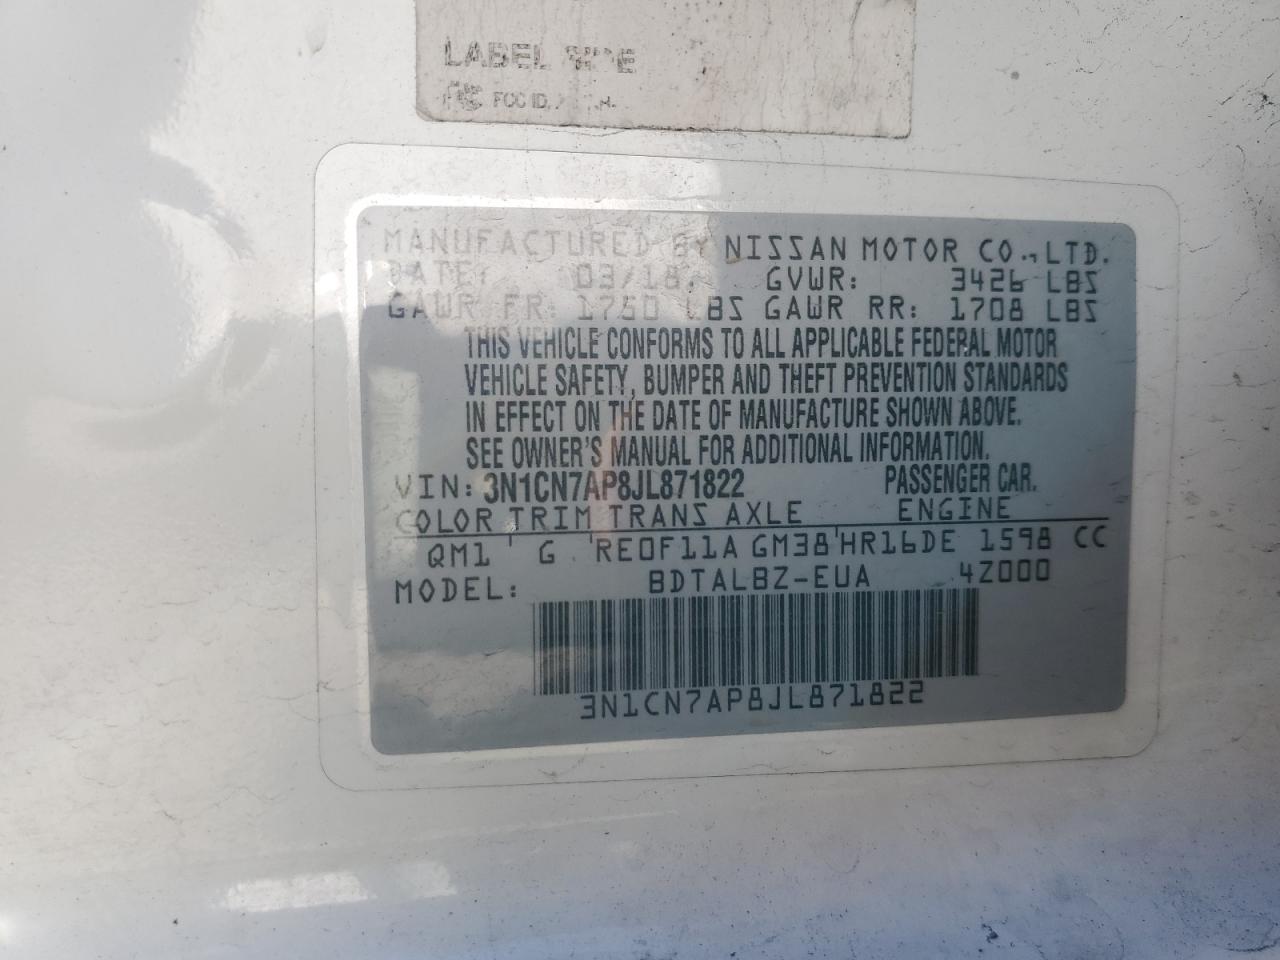 LABEL
FCC ID
MANUFACTURED BY NISSAN MOTOR CO., LTD.
DATE: 03/18 GVWR: 3426 LBS
GAWR FR: 1750 LBS GAWR RR: 1708 LBS
THIS VEHICLE CONFORMS TO ALL APPLICABLE FEDERAL MOTOR
VEHICLE SAFETY, BUMPER AND THEFT PREVENTION STANDARDS
IN EFFECT ON THE DATE OF MANUFACTURE SHOWN ABOVE.
SEE OWNER'S MANUAL FOR ADDITIONAL INFORMATION.
VIN: 3N1CN7AP8JL871822 PASSENGER CAR.
COLOR TRIM TRANS AXLE ENGINE
QM1 G RE0F11A GM38 HR16DE 1598 CC
MODEL: BDTALBZ-EUA 4Z000
3N1CN7AP8JL871822